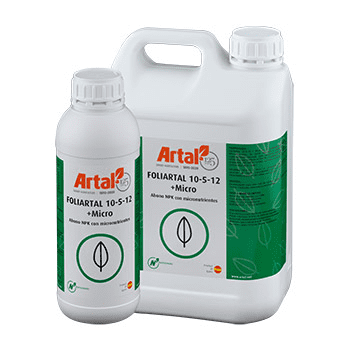 Artal
FOLIARTAL 10-5-12
+Micro
Abono NPK con micronutrientes
Artal
FOLIARTAL 10-5-12
+Micro
Abono NPK con micronutrientes